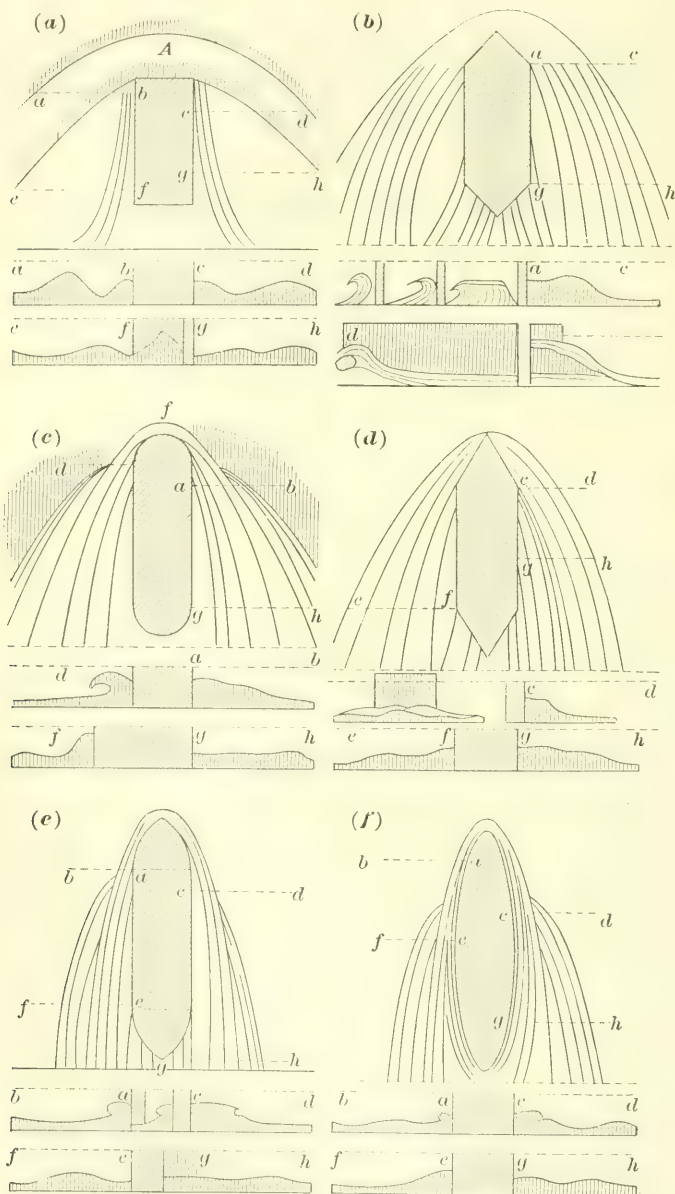 (a)
A
a
b
c
d
e
f
g
h
a b c d
e f g h
(b)
a c
g h
a c
d
(c)
f
d
a b
g h
d a b
f g h
(d)
c d
g h
e f
c d
e f g h
(e)
b a c d
f e
g h
b a c d
f e g h
(f)
b a
c d
f e
g h
b a c d
f e g h